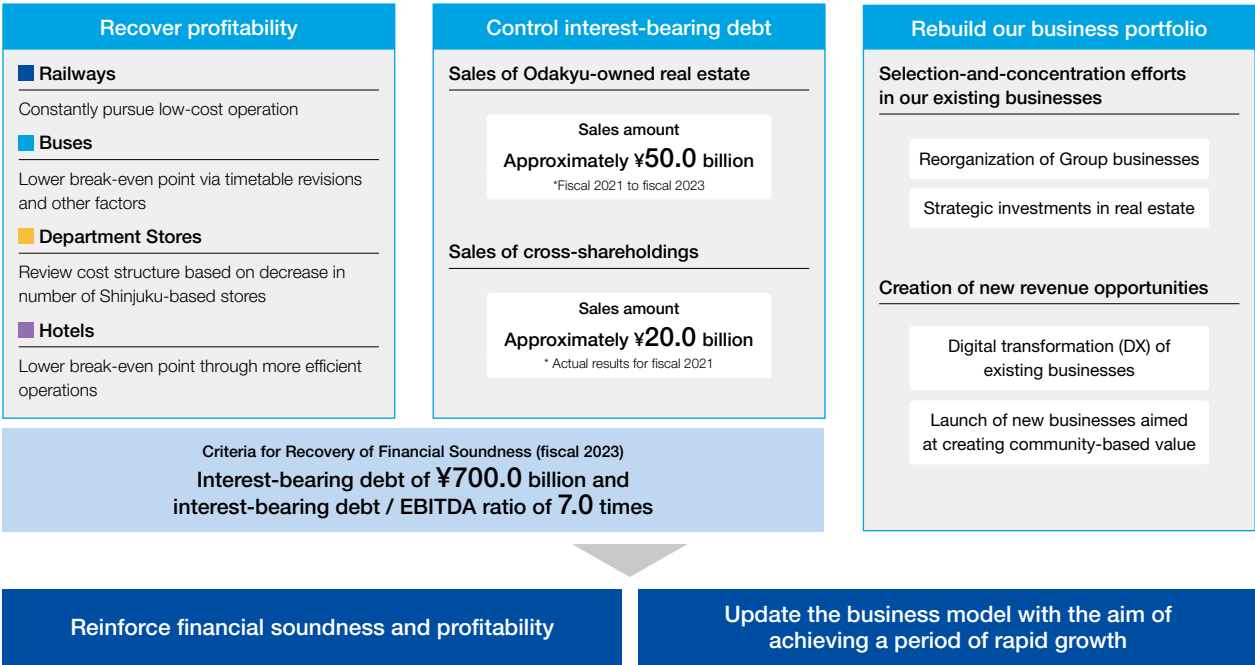 Recover profitability
Railways
Constantly pursue low-cost operation
Buses
Lower break-even point via timetable revisions
and other factors
Department Stores
Review cost structure based on decrease in
number of Shinjuku-based stores
Hotels
Lower break-even point through more efficient
operations
Control interest-bearing debt
Sales of Odakyu-owned real estate
Sales amount
Approximately ¥50.0 billion
*Fiscal 2021 to fiscal 2023
Sales of cross-shareholdings
Sales amount
Approximately ¥20.0 billion
* Actual results for fiscal 2021
Criteria for Recovery of Financial Soundness (fiscal 2023)
Interest-bearing debt of ¥700.0 billion and
interest-bearing debt / EBITDA ratio of 7.0 times
Rebuild our business portfolio
Selection-and-concentration efforts
in our existing businesses
Reorganization of Group businesses
Strategic investments in real estate
Creation of new revenue opportunities
Digital transformation (DX) of
existing businesses
Launch of new businesses aimed
at creating community-based value
Reinforce financial soundness and profitability
Update the business model with the aim of
achieving a period of rapid growth